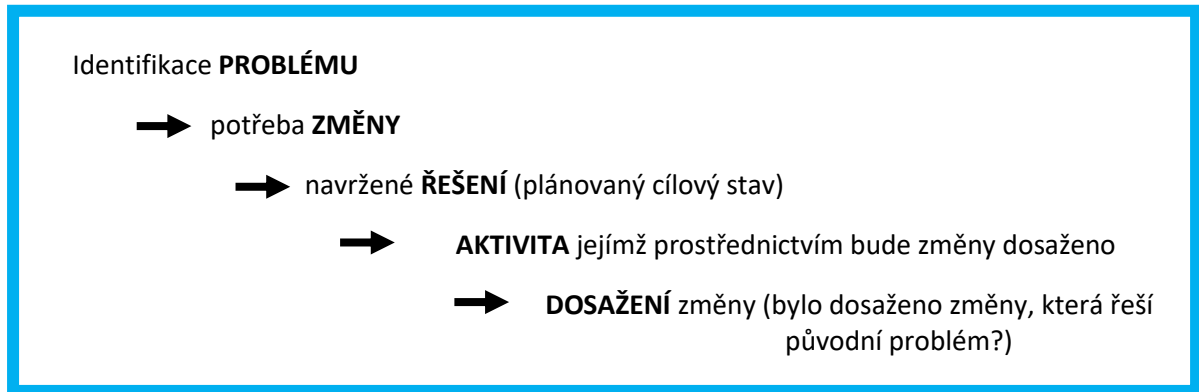 Identifikace PROBLÉMU
potřeba ZMĚNY
navržené ŘEŠENÍ (plánovaný cílový stav)
AKTIVITA jejímž prostřednictvím bude změny dosaženo
DOSAŽENÍ změny (bylo dosaženo změny, která řeší
původní problém?)